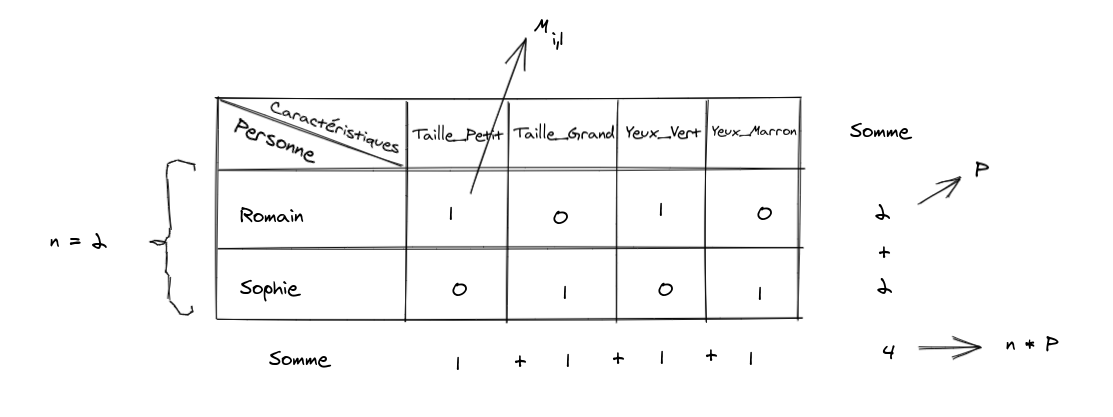 M i,l
Caractéristiques
Personne
Taille_Petit Taille_Grand Yeux_Vert Yeux_Marron Somme
P
Romain 1 0 1 0 2
n = 2
+
Sophie 0 1 0 1 2
Somme 1 + 1 + 1 + 1 4 n * P